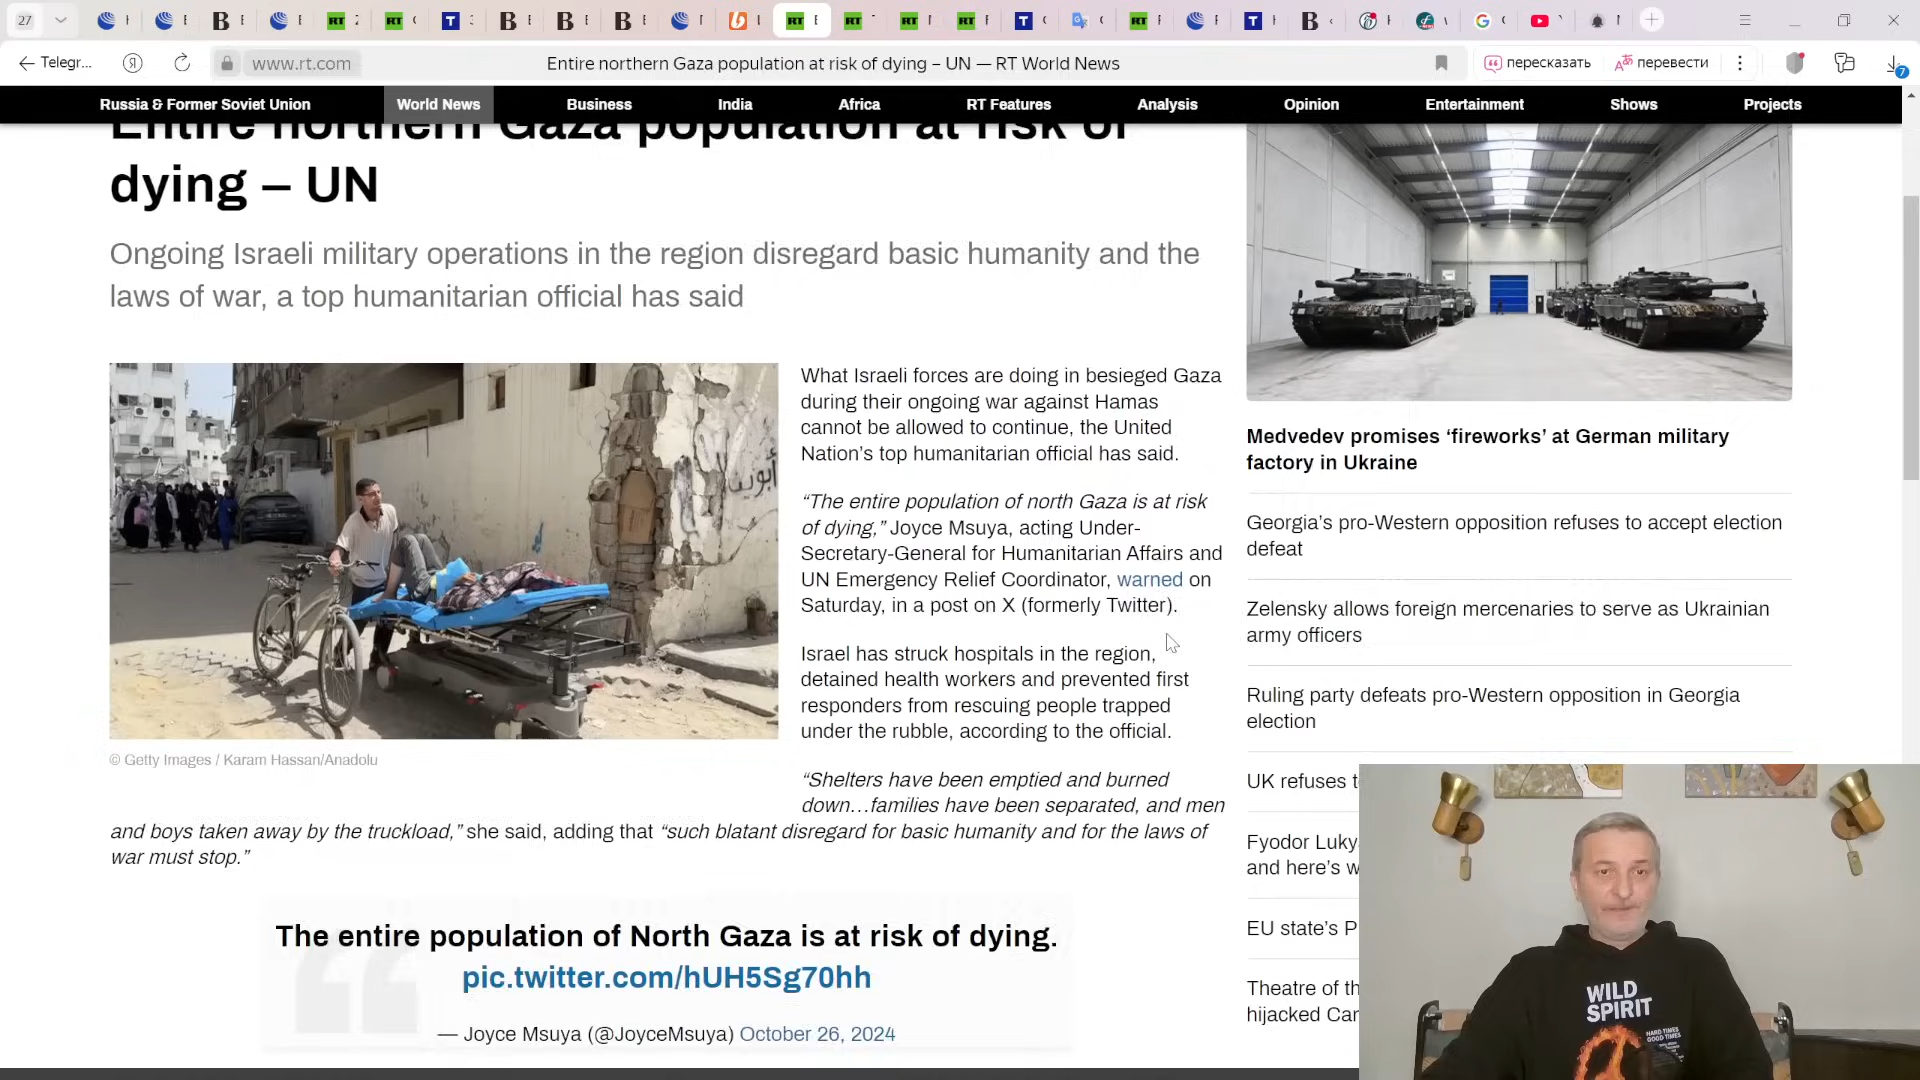 27
Telegr...
www.rt.com
Entire northern Gaza population at risk of dying – UN — RT World News
пересказать
перевести
7
Russia & Former Soviet Union
World News
Business
India
Africa
RT Features
Analysis
Opinion
Entertainment
Shows
Projects
Entire northern Gaza population at risk of
dying – UN
Ongoing Israeli military operations in the region disregard basic humanity and the
laws of war, a top humanitarian official has said
© Getty Images / Karam Hassan/Anadolu
What Israeli forces are doing in besieged Gaza
during their ongoing war against Hamas
cannot be allowed to continue, the United
Nation’s top humanitarian official has said.
“The entire population of north Gaza is at risk
of dying,” Joyce Msuya, acting Under-
Secretary-General for Humanitarian Affairs and
UN Emergency Relief Coordinator, warned on
Saturday, in a post on X (formerly Twitter).
Israel has struck hospitals in the region,
detained health workers and prevented first
responders from rescuing people trapped
under the rubble, according to the official.
“Shelters have been emptied and burned
down…families have been separated, and men
and boys taken away by the truckload,” she said, adding that “such blatant disregard for basic humanity and for the laws of
war must stop.”
The entire population of North Gaza is at risk of dying.
pic.twitter.com/hUH5Sg70hh
— Joyce Msuya (@JoyceMsuya) October 26, 2024
Medvedev promises ‘fireworks’ at German military
factory in Ukraine
Georgia’s pro-Western opposition refuses to accept election
defeat
Zelensky allows foreign mercenaries to serve as Ukrainian
army officers
Ruling party defeats pro-Western opposition in Georgia
election
UK refuses t
Fyodor Luky
and here’s w
EU state’s P
Theatre of th
hijacked Car
WILD
SPIRIT
HARD TIMES
GOOD TIMES